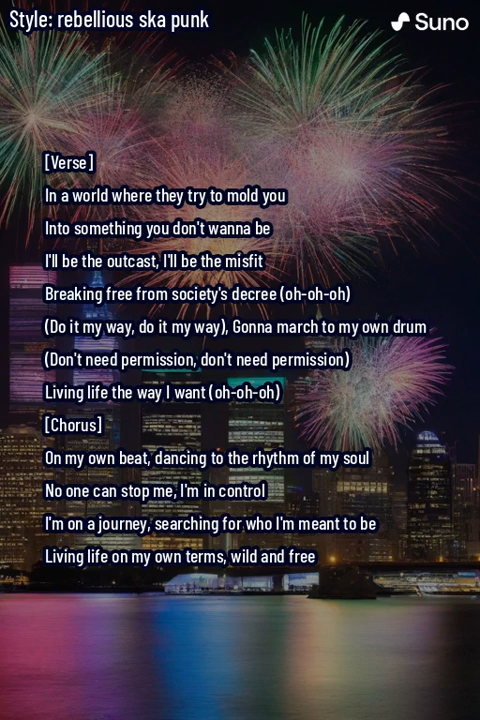 Style: rebellious ska punk
Suno
[Verse]
In a world where they try to mold you
Into something you don't wanna be
I'll be the outcast, I'll be the misfit
Breaking free from society's decree (oh-oh-oh)
(Do it my way, do it my way), Gonna march to my own drum
(Don't need permission, don't need permission)
Living life the way I want (oh-oh-oh)
[Chorus]
On my own beat, dancing to the rhythm of my soul
No one can stop me, I'm in control
I'm on a journey, searching for who I'm meant to be
Living life on my own terms, wild and free